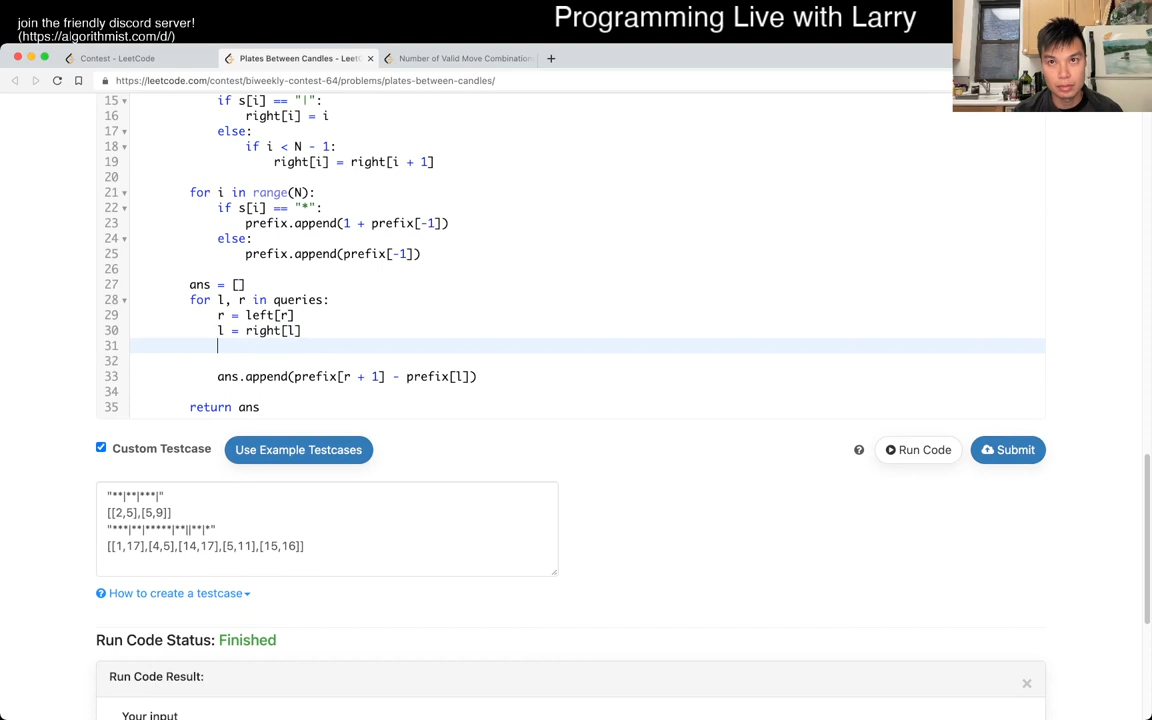 join the friendly discord server!
(https://algorithmist.com/d/)
Programming Live with Larry
Contest - LeetCode
Plates Between Candles - LeetC
Number of Valid Move Combination
https://leetcode.com/contest/biweekly-contest-64/problems/plates-between-candles/
15 if s[i] == "|":
16 right[i] = i
17 else:
18 if i < N - 1:
19 right[i] = right[i + 1]
20
21 for i in range(N):
22 if s[i] == "*":
23 prefix.append(1 + prefix[-1])
24 else:
25 prefix.append(prefix[-1])
26
27 ans = []
28 for l, r in queries:
29 r = left[r]
30 l = right[l]
31
32
33 ans.append(prefix[r + 1] - prefix[l])
34
35 return ans
Custom Testcase
Use Example Testcases
Run Code
Submit
"**|**|***|"
[[2,5],[5,9]]
"***|**|*****|**||**|*"
[[1,17],[4,5],[14,17],[5,11],[15,16]]
How to create a testcase
Run Code Status: Finished
Run Code Result:
×
Your input